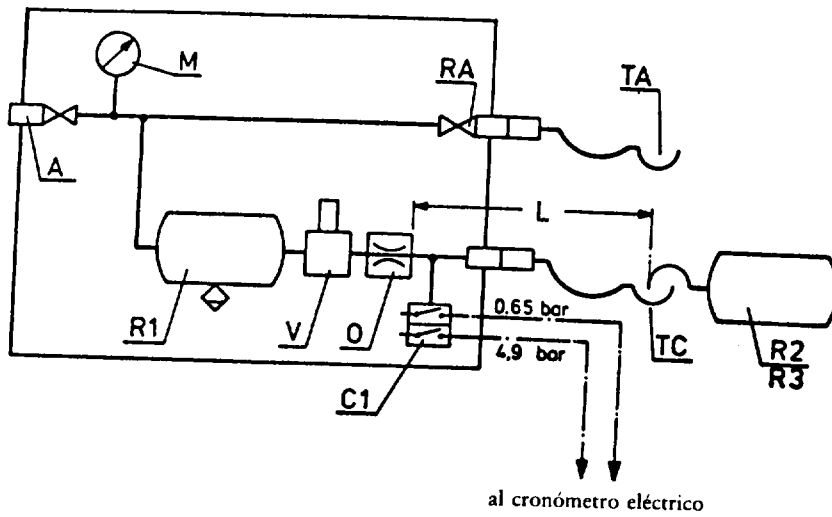 M
RA
TA
A
L
R1
V
O
0.65 bar
4,9 bar
C1
TC
R2
R3
al cronómetro eléctrico